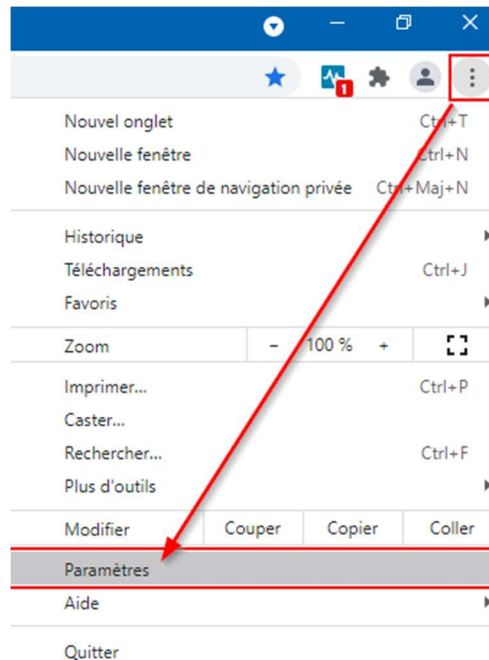 1
Nouvel onglet Ctrl+T
Nouvelle fenêtre Ctrl+N
Nouvelle fenêtre de navigation privée Ctrl+Maj+N
Historique
Téléchargements Ctrl+J
Favoris
Zoom - 100 % +
Imprimer... Ctrl+P
Caster...
Rechercher... Ctrl+F
Plus d'outils
Modifier Couper Copier Coller
Paramètres
Aide
Quitter